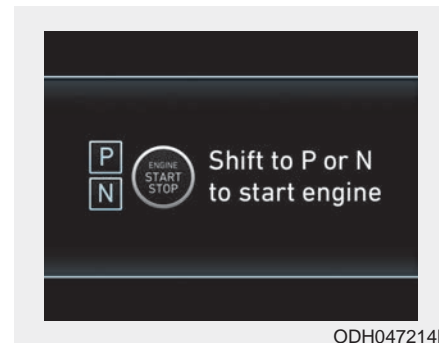 P
N
ENGINE
START
STOP
Shift to P or N
to start engine
ODH047214